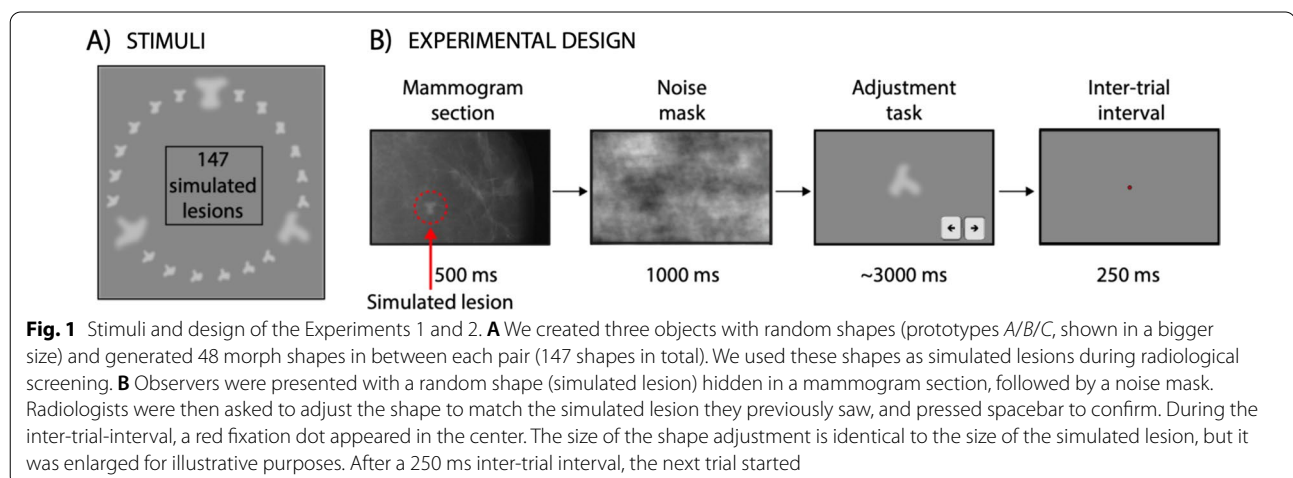 A) STIMULI
147
simulated
lesions
B) EXPERIMENTAL DESIGN
Mammogram
section
Noise
mask
Adjustment
task
Inter-trial
interval
500 ms
1000 ms
~3000 ms
250 ms
Simulated lesion
Fig. 1 Stimuli and design of the Experiments 1 and 2. A We created three objects with random shapes (prototypes A/B/C, shown in a bigger
size) and generated 48 morph shapes in between each pair (147 shapes in total). We used these shapes as simulated lesions during radiological
screening. B Observers were presented with a random shape (simulated lesion) hidden in a mammogram section, followed by a noise mask.
Radiologists were then asked to adjust the shape to match the simulated lesion they previously saw, and pressed spacebar to confirm. During the
inter-trial-interval, a red fixation dot appeared in the center. The size of the shape adjustment is identical to the size of the simulated lesion, but it
was enlarged for illustrative purposes. After a 250 ms inter-trial interval, the next trial started